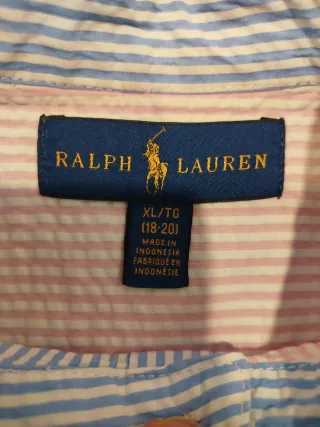 RALPH LAUREN
XL/TG
(18-20)
MADE IN
INDONESIA
FABRIQUÉ EN
INDONÉSIE